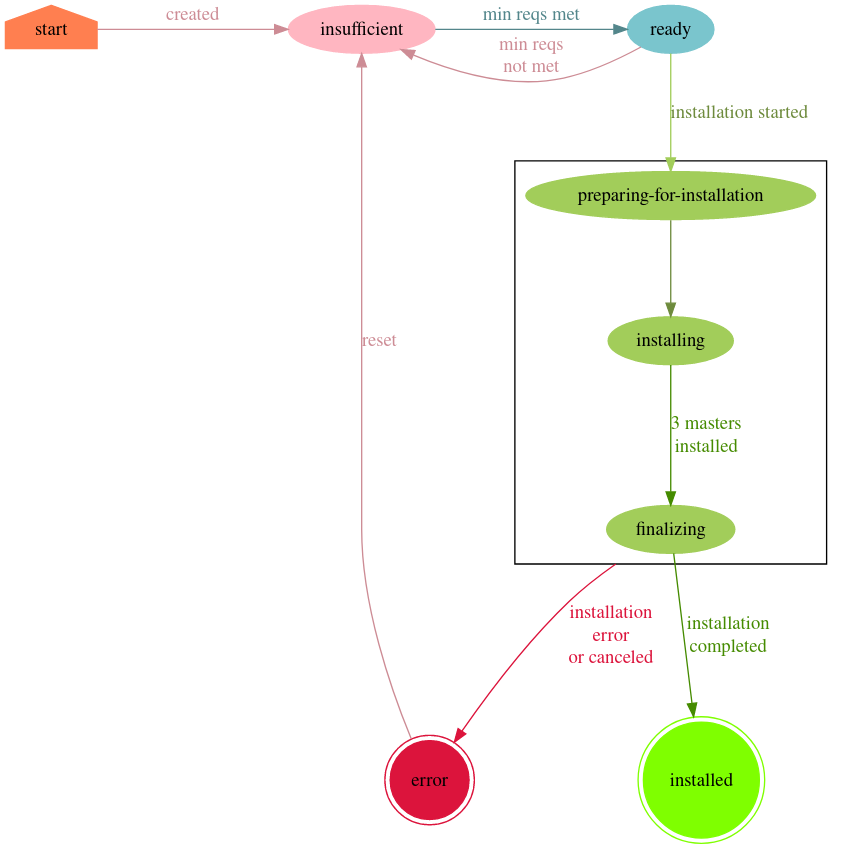 start
created
insufficient
min reqs met
ready
min reqs
not met
installation started
preparing-for-installation
installing
reset
3 masters
installed
finalizing
installation
error
or canceled
installation
completed
error
installed